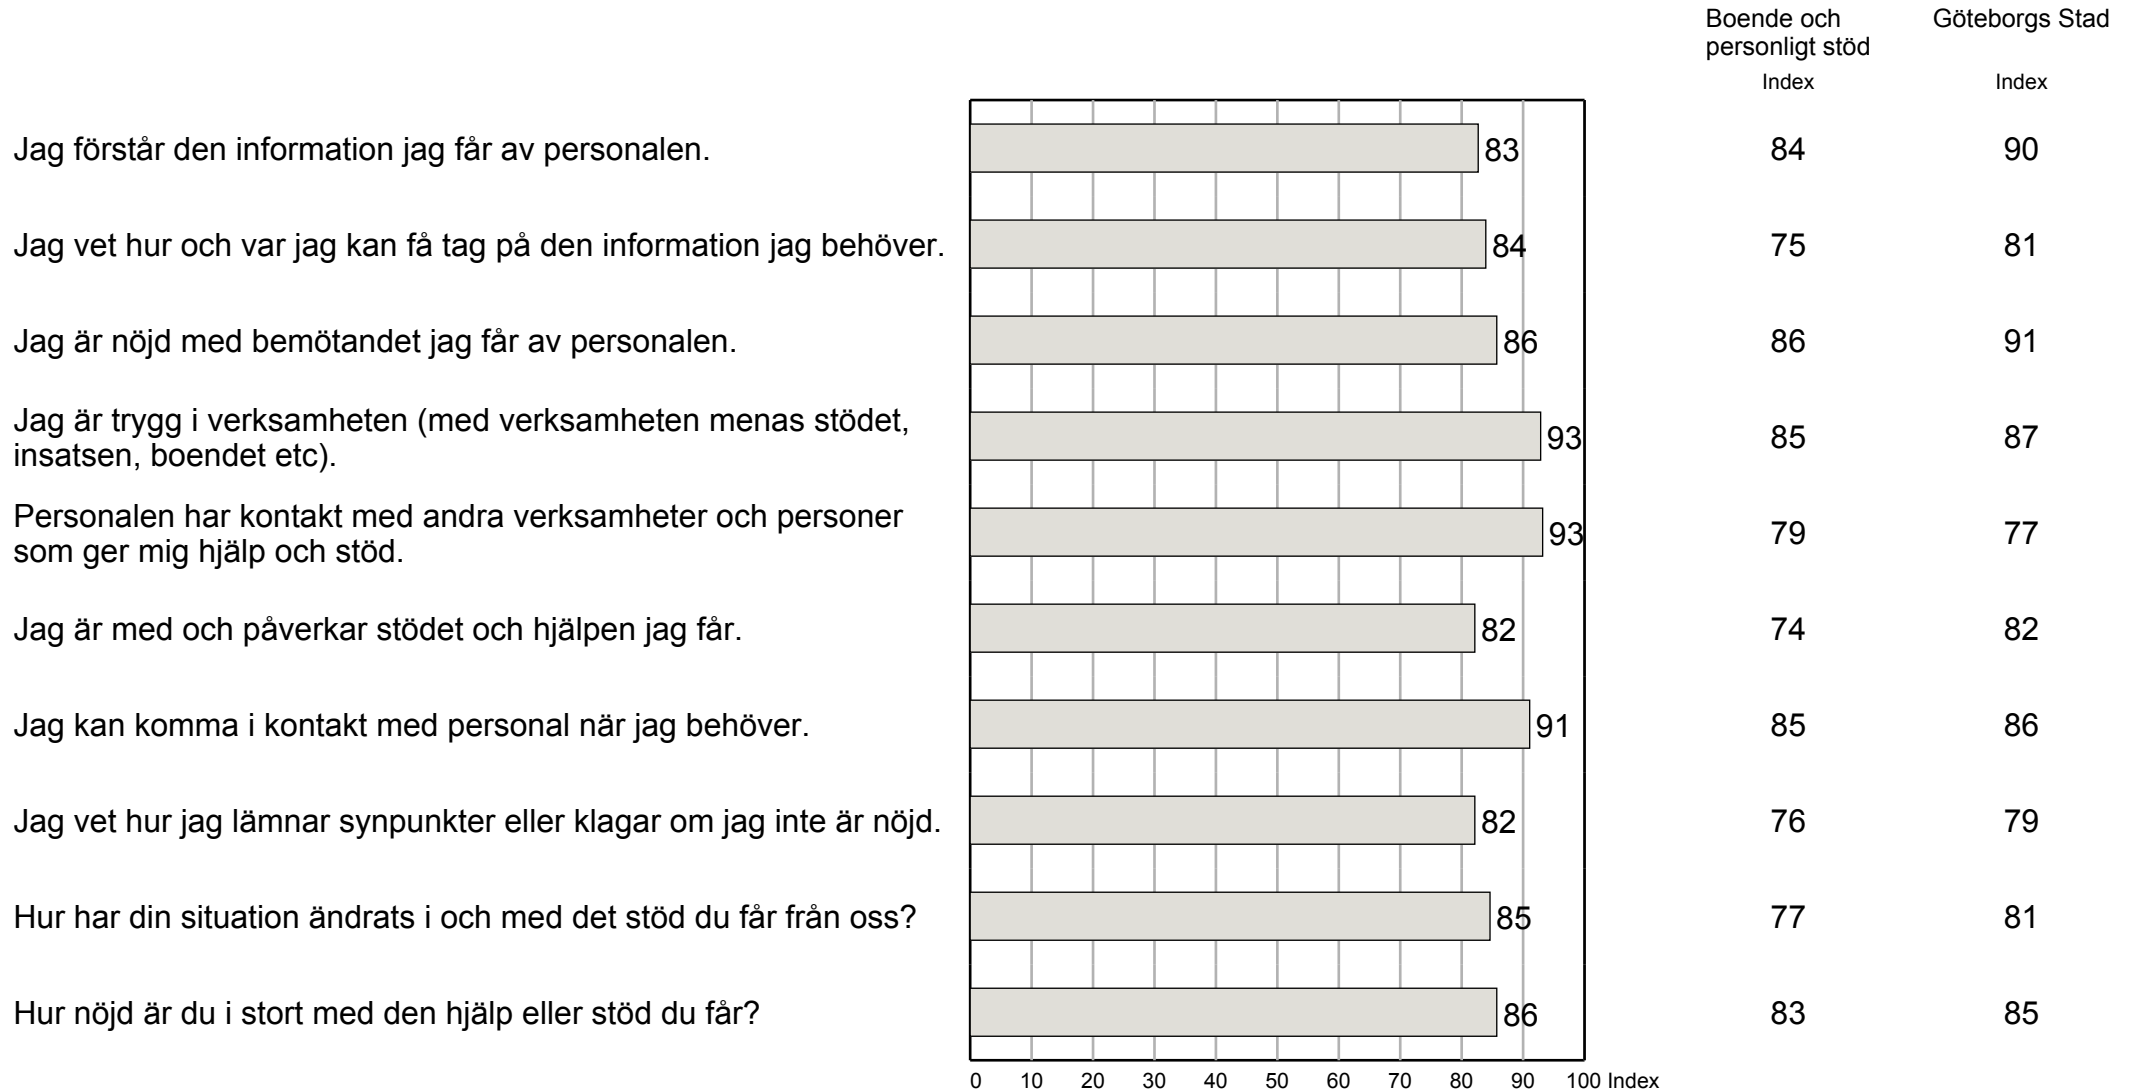 Boende och
personligt stöd
Göteborgs Stad
Index
Index
Jag förstår den information jag får av personalen.
83
84
90
Jag vet hur och var jag kan få tag på den information jag behöver.
84
75
81
Jag är nöjd med bemötandet jag får av personalen.
86
86
91
Jag är trygg i verksamheten (med verksamheten menas stödet,
insatsen, boendet etc).
93
85
87
Personalen har kontakt med andra verksamheter och personer
som ger mig hjälp och stöd.
93
79
77
Jag är med och påverkar stödet och hjälpen jag får.
82
74
82
Jag kan komma i kontakt med personal när jag behöver.
91
85
86
Jag vet hur jag lämnar synpunkter eller klagar om jag inte är nöjd.
82
76
79
Hur har din situation ändrats i och med det stöd du får från oss?
85
77
81
Hur nöjd är du i stort med den hjälp eller stöd du får?
86
83
85
0 10 20 30 40 50 60 70 80 90 100 Index